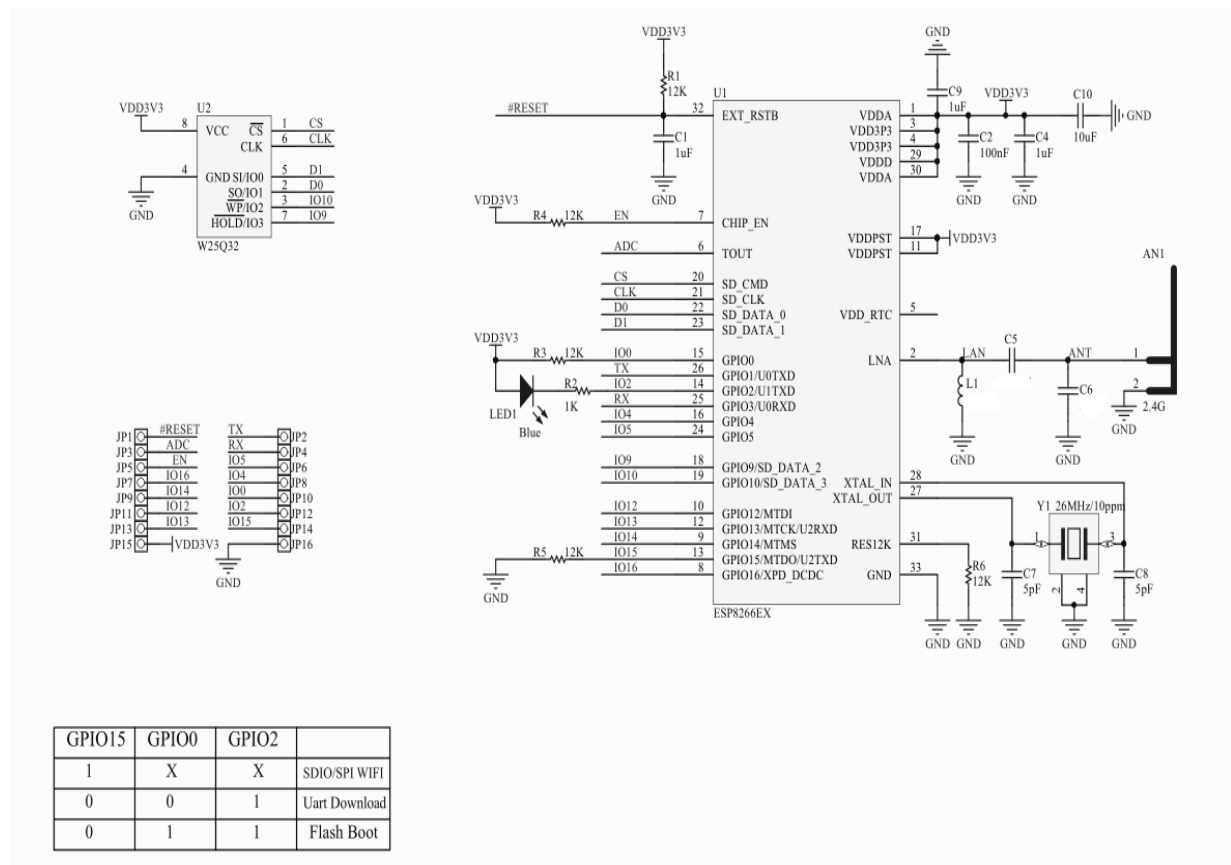 U2
VDD3V3
8 VCC CS 1 CS
CLK 6 CLK
4 GND SI/IO0 5 D1
SO/IO1 2 D0
WP/IO2 3 IO10
HOLD/IO3 7 IO9
GND
W25Q32
VDD3V3
R1
12K
#RESET
C1
1uF
GND
VDD3V3
R4 12K EN
ADC
CS
CLK
D0
D1
VDD3V3
R3 12K IO0
TX
R2 IO2
1K
RX
LED1
Blue
IO4
IO5
IO9
IO10
IO12
IO13
IO14
R5 12K IO15
IO16
GND
U1
32 EXT_RSTB
7 CHIP_EN
6 TOUT
20 SD_CMD
21 SD_CLK
22 SD_DATA_0
23 SD_DATA_1
15 GPIO0
26 GPIO1/U0TXD
14 GPIO2/U1TXD
25 GPIO3/U0RXD
16 GPIO4
24 GPIO5
18 GPIO9/SD_DATA_2
19 GPIO10/SD_DATA_3
10 GPIO12/MTDI
12 GPIO13/MTCK/U2RXD
9 GPIO14/MTMS
13 GPIO15/MTDO/U2TXD
8 GPIO16/XPD_DCDC
ESP8266EX
VDDA 1
VDD3P3 3
VDD3P3 4
VDDD 29
VDDA 30
VDDPST 17
VDDPST 11
VDD3V3
VDD_RTC 5
LNA 2
XTAL_IN 28
XTAL_OUT 27
RES12K 31
GND 33
GND
C9
1uF
VDD3V3
C10
10uF
GND
C2
100nF
C4
1uF
GND
GND
LAN
C5
ANT
L1
C6
GND
GND
AN1
1
2
2.4G
GND
Y1 26MHz/10ppm
1
3
2
4
R6
12K
C7
5pF
C8
5pF
GND
GND
GND
GND
GND
JP1 #RESET TX JP2
JP3 ADC RX JP4
JP5 EN IO5 JP6
JP7 IO16 IO4 JP8
JP9 IO14 IO0 JP10
JP11 IO12 IO2 JP12
JP13 IO13 IO15 JP14
JP15 VDD3V3 JP16
GND
GPIO15 GPIO0 GPIO2
1 X X SDIO/SPI WIFI
0 0 1 Uart Download
0 1 1 Flash Boot